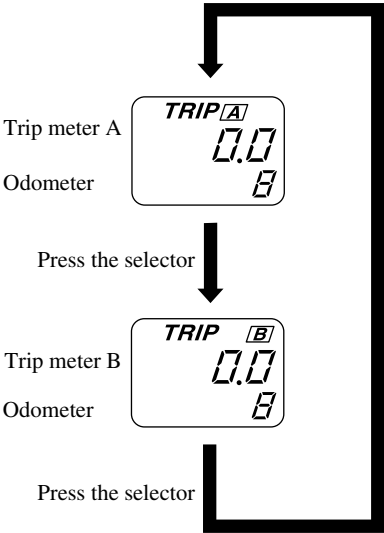 TRIP A
Trip meter A
0.0
Odometer
8
Press the selector
TRIP B
Trip meter B
0.0
Odometer
8
Press the selector